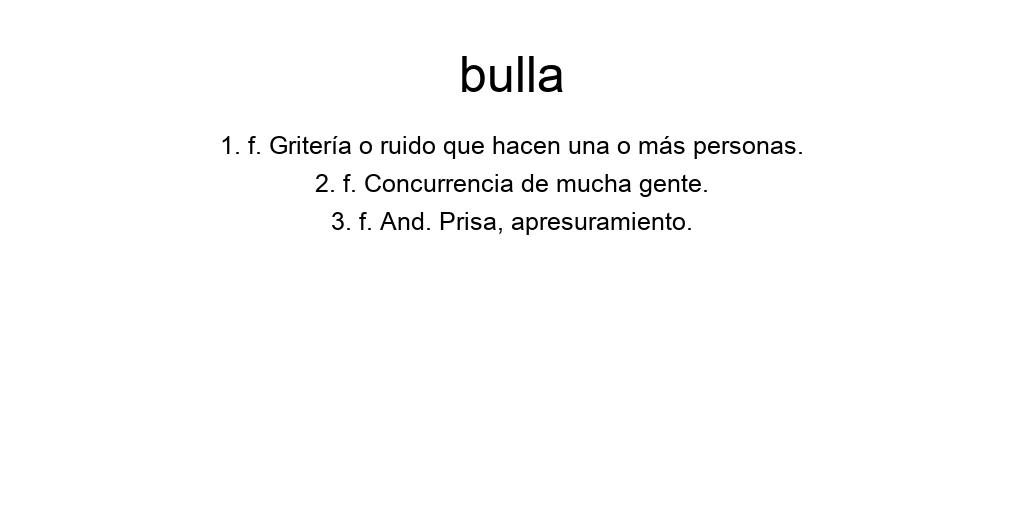 bulla
1. f. Gritería o ruido que hacen una o más personas.
2. f. Concurrencia de mucha gente.
3. f. And. Prisa, apresuramiento.